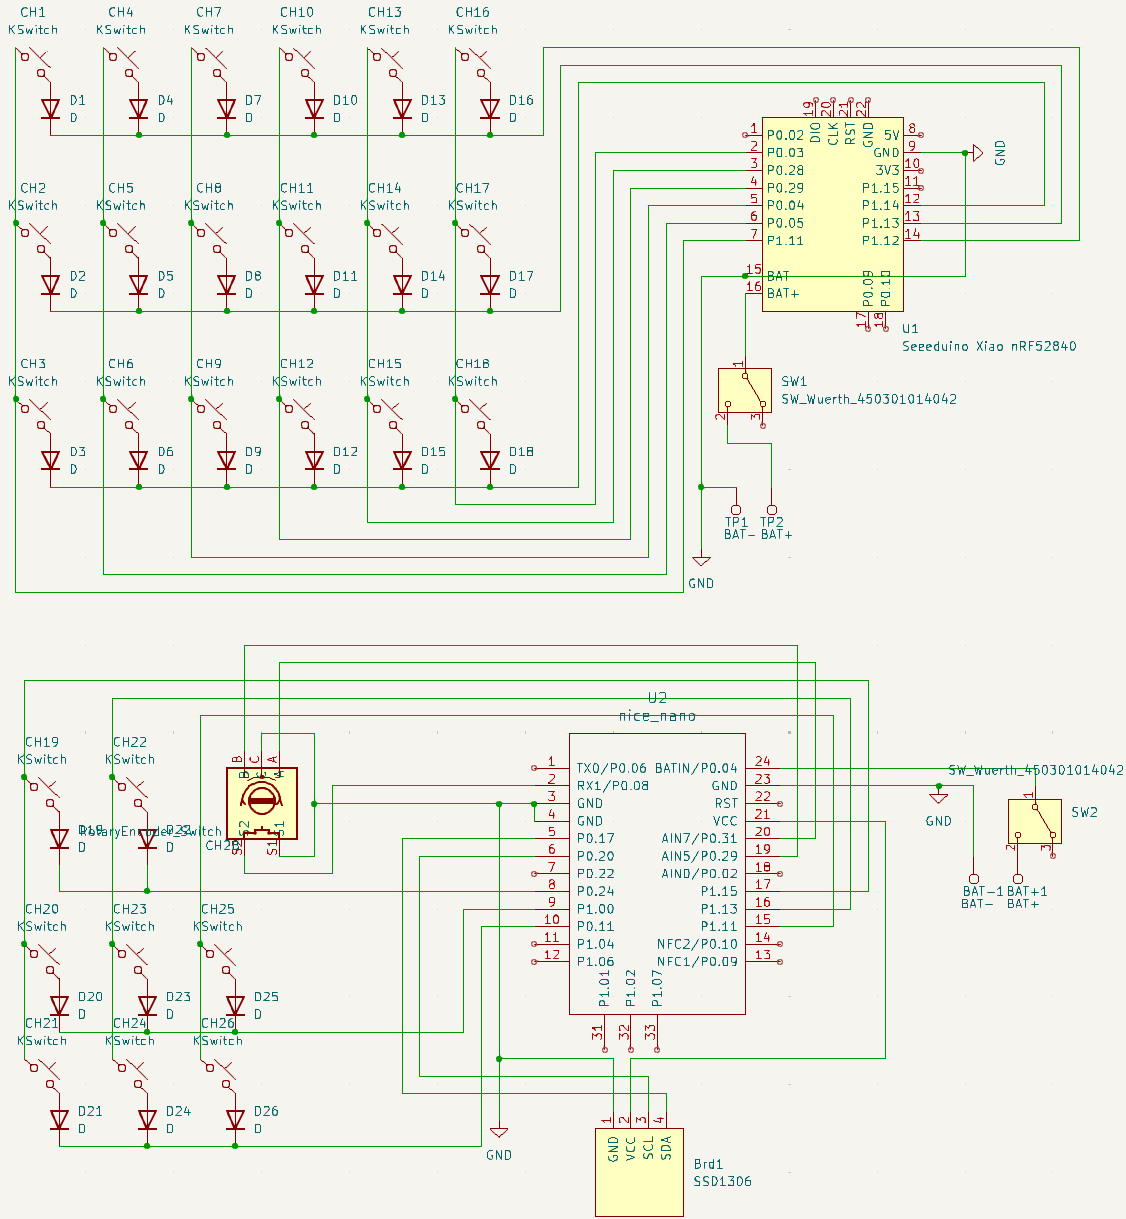 CH1 CH4 CH7 CH10 CH13 CH16
KSwitch KSwitch KSwitch KSwitch KSwitch KSwitch
D1 D4 D7 D10 D13 D16
D D D D D D
CH2 CH5 CH8 CH11 CH14 CH17
KSwitch KSwitch KSwitch KSwitch KSwitch KSwitch
D2 D5 D8 D11 D14 D17
D D D D D D
CH3 CH6 CH9 CH12 CH15 CH18
KSwitch KSwitch KSwitch KSwitch KSwitch KSwitch
D3 D6 D9 D12 D15 D18
D D D D D D
19 20 21 22
DIO CLK RST GND
1 P0.02 5V 8
2 P0.03 GND 9
GND
3 P0.28 3V3 10
4 P0.29 P1.15 11
5 P0.04 P1.14 12
6 P0.05 P1.13 13
7 P1.11 P1.12 14
15 BAT-
16 BAT+
P0.09 P0.10
17 18
U1
Seeeduino Xiao nRF52840
1
SW1
SW_Wuerth_450301014042
2 3
TP1 TP2
BAT- BAT+
GND
CH19 CH22
KSwitch KSwitch
D19 D22
RotaryEncoder_Switch
B C A
B C A
S2 S1
S2 S1
U2
nice_nano
1 TX0/P0.06 BATIN/P0.04 24
2 RX1/P0.08 GND 23
3 GND RST 22
4 GND VCC 21
5 P0.17 AIN7/P0.31 20
6 P0.20 AIN5/P0.29 19
7 P0.22 AIN0/P0.02 18
8 P0.24 P1.15 17
9 P1.00 P1.13 16
10 P0.11 P1.11 15
11 P1.04 NFC2/P0.10 14
12 P1.06 NFC1/P0.09 13
P1.01 P1.02 P1.07
31 32 33
SW_Wuerth_450301014042
1
SW2
GND
2 3
BAT-1 BAT+1
BAT- BAT+
CH20 CH23 CH25
KSwitch KSwitch KSwitch
D20 D23 D25
D D D
CH21 CH24 CH26
KSwitch KSwitch KSwitch
D21 D24 D26
D D D
GND
1 2 3 4
GND VCC SCL SDA
Brd1
SSD1306